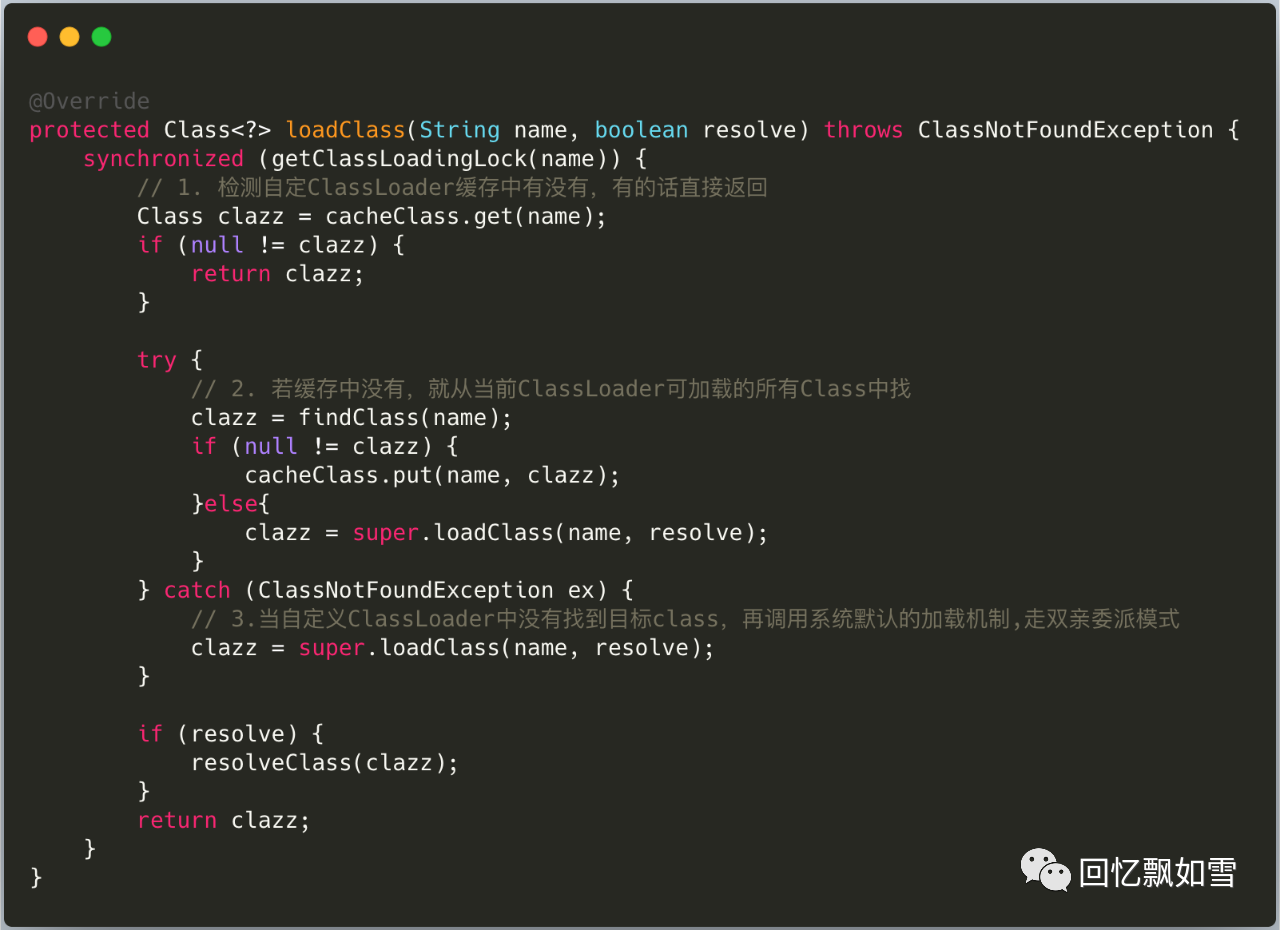 @Override
protected Class<?> loadClass(String name, boolean resolve) throws ClassNotFoundException {
    synchronized (getClassLoadingLock(name)) {
        // 1. 检测自定ClassLoader缓存中有没有，有的话直接返回
        Class clazz = cacheClass.get(name);
        if (null != clazz) {
            return clazz;
        }

        try {
            // 2. 若缓存中没有，就从当前ClassLoader可加载的所有Class中找
            clazz = findClass(name);
            if (null != clazz) {
                cacheClass.put(name, clazz);
            }else{
                clazz = super.loadClass(name, resolve);
            }
        } catch (ClassNotFoundException ex) {
            // 3.当自定义ClassLoader中没有找到目标class，再调用系统默认的加载机制,走双亲委派模式
            clazz = super.loadClass(name, resolve);
        }

        if (resolve) {
            resolveClass(clazz);
        }
        return clazz;
    }
}
回忆飘如雪